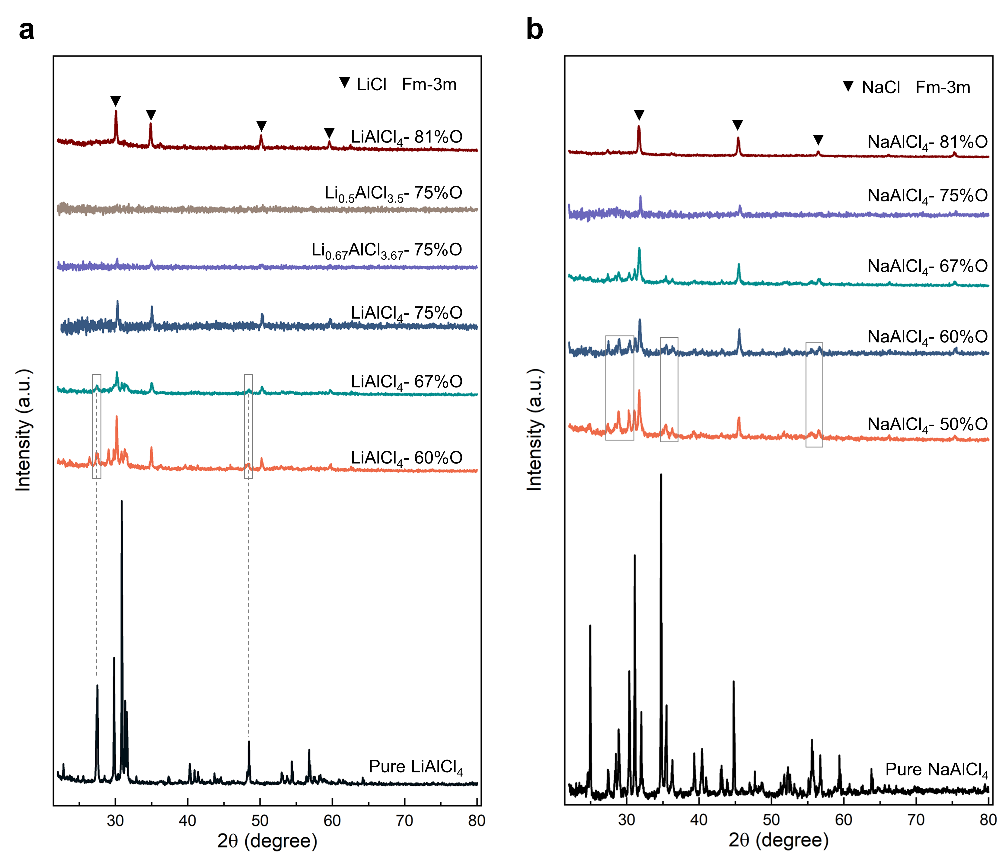 a
▼ LiCl Fm-3m
LiAlCl₄- 81%O
Li₀.₅AlCl₃.₅- 75%O
Li₀.₆₇AlCl₃.₆₇- 75%O
LiAlCl₄- 75%O
LiAlCl₄- 67%O
LiAlCl₄- 60%O
Pure LiAlCl₄
Intensity (a.u.)
30 40 50 60 70 80
2θ (degree)
b
▼ NaCl Fm-3m
NaAlCl₄- 81%O
NaAlCl₄- 75%O
NaAlCl₄- 67%O
NaAlCl₄- 60%O
NaAlCl₄- 50%O
Pure NaAlCl₄
Intensity (a.u.)
30 40 50 60 70 80
2θ (degree)